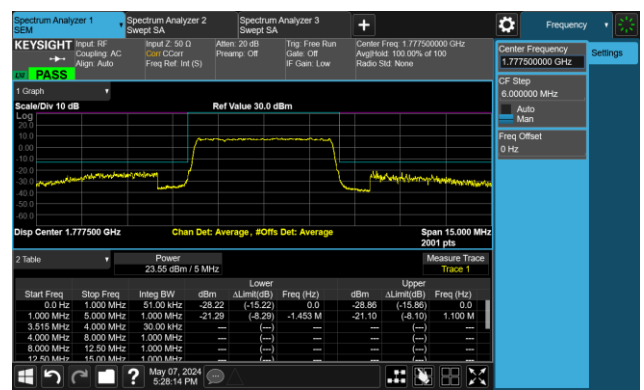 Spectrum Analyzer 1
SEM
Spectrum Analyzer 2
Swept SA
Spectrum Analyzer 3
Swept SA
+
Frequency
KEYSIGHT
Input: RF
Coupling: AC
Align: Auto
Input Z: 50 Ω
Corr CCorr
Freq Ref: Int (S)
Atten: 20 dB
Preamp: Off
Trig: Free Run
Gate: Off
IF Gain: Low
Center Freq: 1.777500000 GHz
Avg|Hold: 100.00% of 100
Radio Std: None
PASS
Center Frequency
1.777500000 GHz
Settings
CF Step
6.000000 MHz
Auto
Man
Freq Offset
0 Hz
1 Graph
Scale/Div 10 dB
Ref Value 30.0 dBm
Log
20.0
10.0
0.00
-10.0
-20.0
-30.0
-40.0
-50.0
-60.0
Disp Center 1.777500 GHz
Chan Det: Average , #Offs Det: Average
Span 15.000 MHz
2001 pts
2 Table
Power
23.55 dBm / 5 MHz
Measure Trace
Trace 1
Lower Upper
Start Freq Stop Freq Integ BW dBm ΔLimit(dB) Freq (Hz) dBm ΔLimit(dB) Freq (Hz)
0.0 Hz 1.000 MHz 51.00 kHz -28.22 (-15.22) 0.0 -28.86 (-15.86) 0.0
1.000 MHz 5.000 MHz 1.000 MHz -21.29 (-8.29) -1.453 M -21.10 (-8.10) 1.100 M
3.515 MHz 4.000 MHz 30.00 kHz --- (---) --- --- (---) ---
4.000 MHz 8.000 MHz 1.000 MHz --- (---) --- --- (---) ---
8.000 MHz 12.50 MHz 1.000 MHz --- (---) --- --- (---) ---
12.50 MHz 15.00 MHz 1.000 MHz --- (---) --- --- (---) ---
?
May 07, 2024
5:28:14 PM